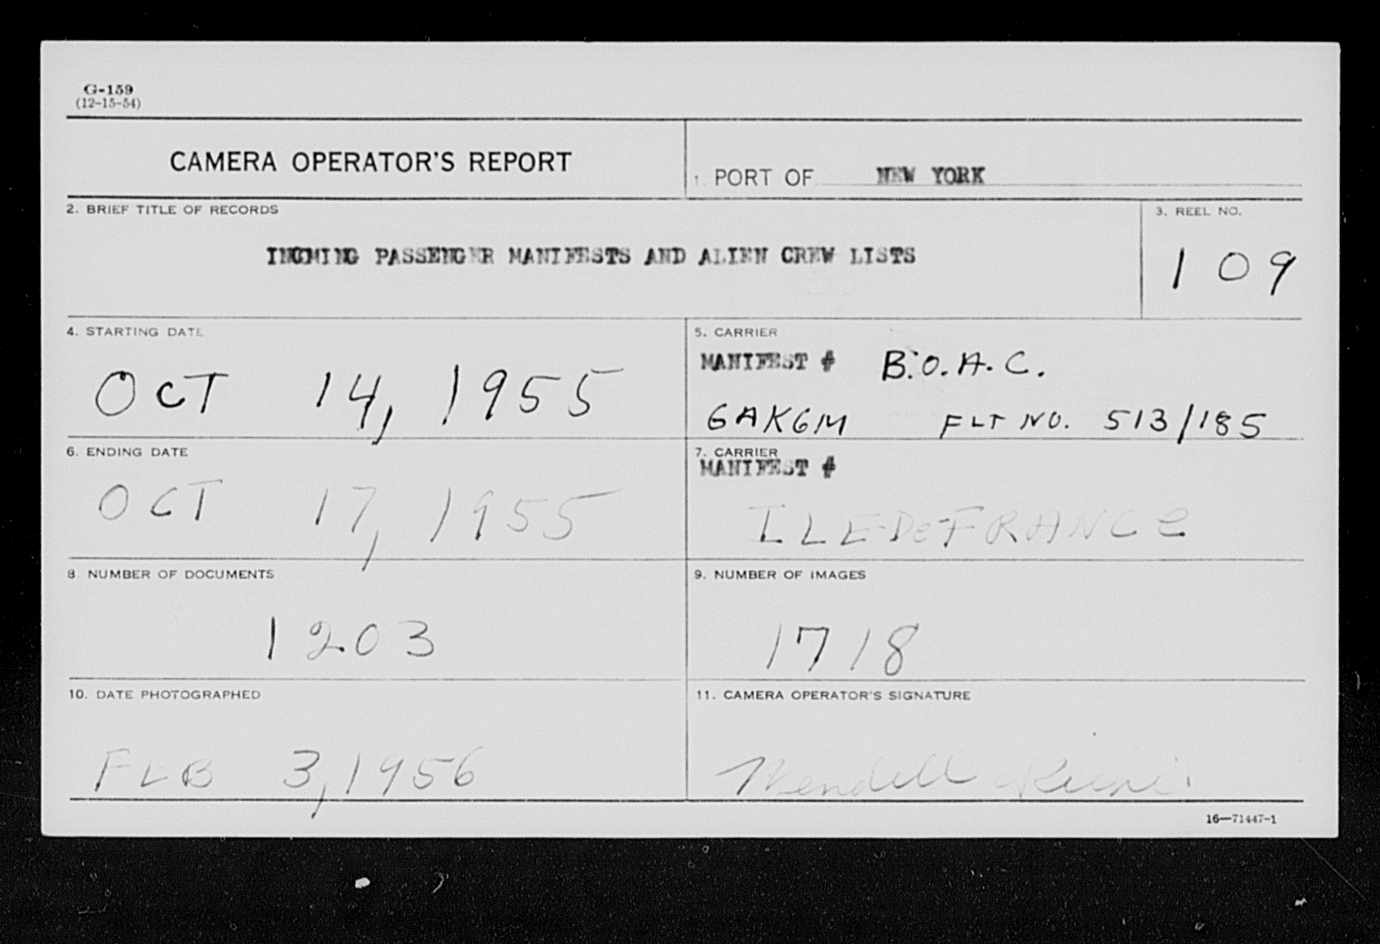 G-159
(12-15-54)
CAMERA OPERATOR'S REPORT
1. PORT OF NEW YORK
2. BRIEF TITLE OF RECORDS
INCMING PASSENGER MANIFESTS AND ALIEN CREW LISTS
3. REEL NO.
109
4. STARTING DATE
OCT 14, 1955
5. CARRIER
MANIFEST # B.O.A.C.
GAKGM FLT NO. 513/185
6. ENDING DATE
OCT 17, 1955
7. CARRIER
MANIFEST #
ILE-DE-FRANCE
8. NUMBER OF DOCUMENTS
1203
9. NUMBER OF IMAGES
1718
10. DATE PHOTOGRAPHED
FEB 3, 1956
11. CAMERA OPERATOR'S SIGNATURE
Wendell
16—71447-1